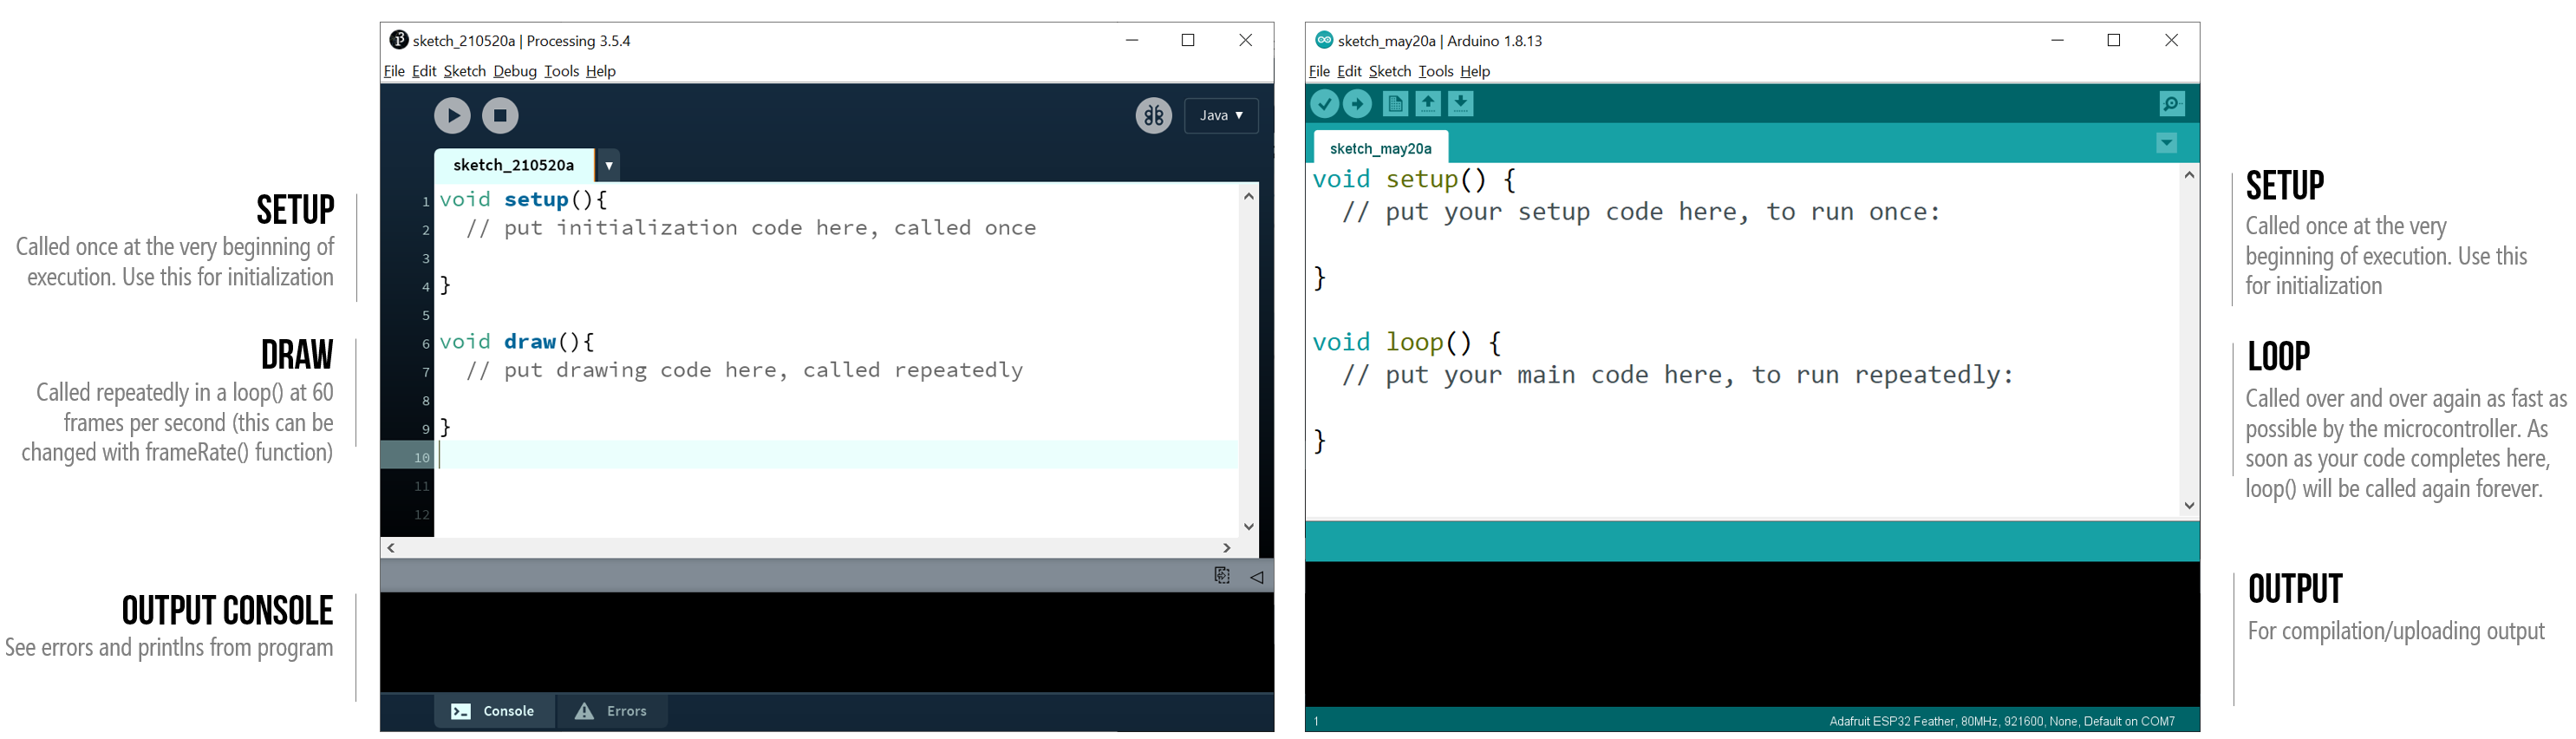 SETUP
Called once at the very beginning of
execution. Use this for initialization
DRAW
Called repeatedly in a loop() at 60
frames per second (this can be
changed with frameRate() function)
OUTPUT CONSOLE
See errors and printlns from program
sketch_210520a | Processing 3.5.4
File Edit Sketch Debug Tools Help
Java ▼
sketch_210520a ▼
1 void setup(){
2   // put initialization code here, called once
3
4 }
5
6 void draw(){
7   // put drawing code here, called repeatedly
8
9 }
10
11
12
Console Errors
sketch_may20a | Arduino 1.8.13
File Edit Sketch Tools Help
sketch_may20a
void setup() {
  // put your setup code here, to run once:
}
void loop() {
  // put your main code here, to run repeatedly:
}
1 Adafruit ESP32 Feather, 80MHz, 921600, None, Default on COM7
SETUP
Called once at the very
beginning of execution. Use this
for initialization
LOOP
Called over and over again as fast as
possible by the microcontroller. As
soon as your code completes here,
loop() will be called again forever.
OUTPUT
For compilation/uploading output